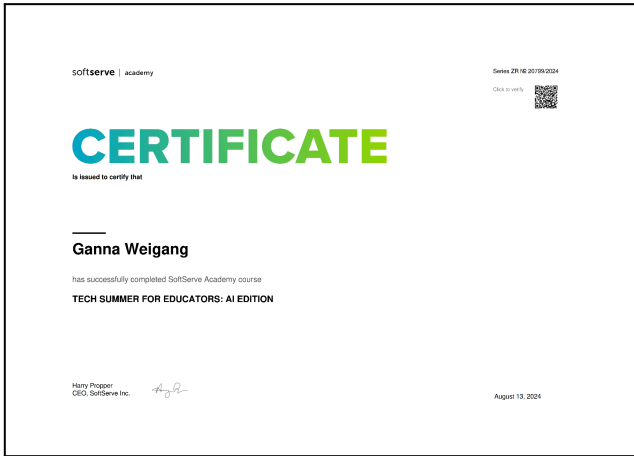 softserve | academy
Series ZR № 20799/2024
Click to verify
CERTIFICATE
Is issued to certify that
Ganna Weigang
has successfully completed SoftServe Academy course
TECH SUMMER FOR EDUCATORS: AI EDITION
Harry Propper
CEO, SoftServe Inc.
August 13, 2024